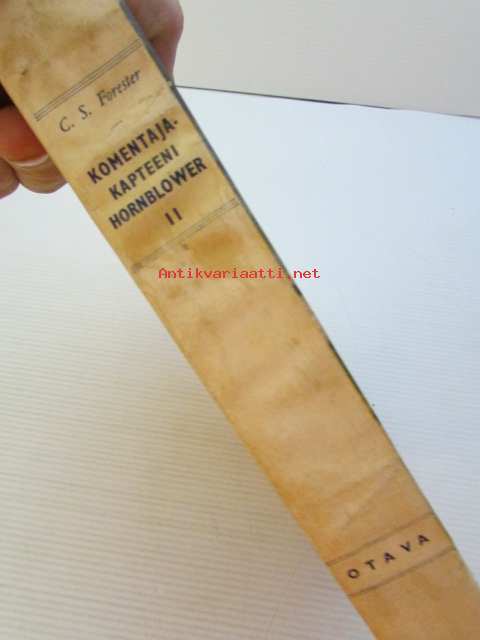 C. S. Forester
KOMENTAJA-
KAPTEENI
HORNBLOWER
II
Antikvariaatti.net
OTAVA